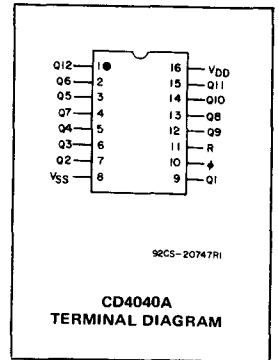 Q12 1 16 VDD
Q6 2 15 Q11
Q5 3 14 Q10
Q7 4 13 Q8
Q4 5 12 Q9
Q3 6 11 R
Q2 7 10 ϕ
VSS 8 9 Q1
92CS-20747R1
CD4040A
TERMINAL DIAGRAM